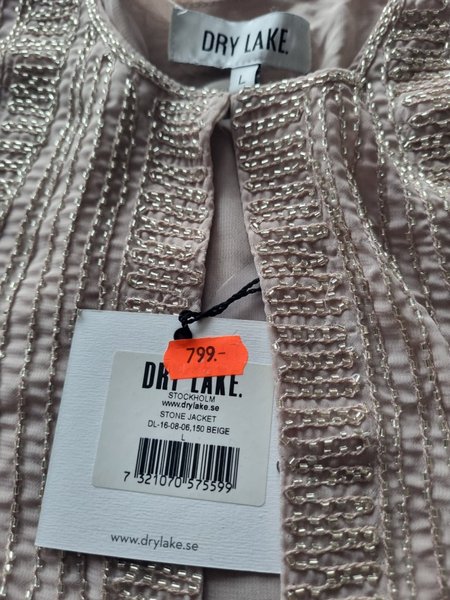 DRY LAKE.
L
799.-
DRY LAKE.
STOCKHOLM
www.drylake.se
STONE JACKET
DL-16-08-06,150 BEIGE
L
7 321070 575599
www.drylake.se